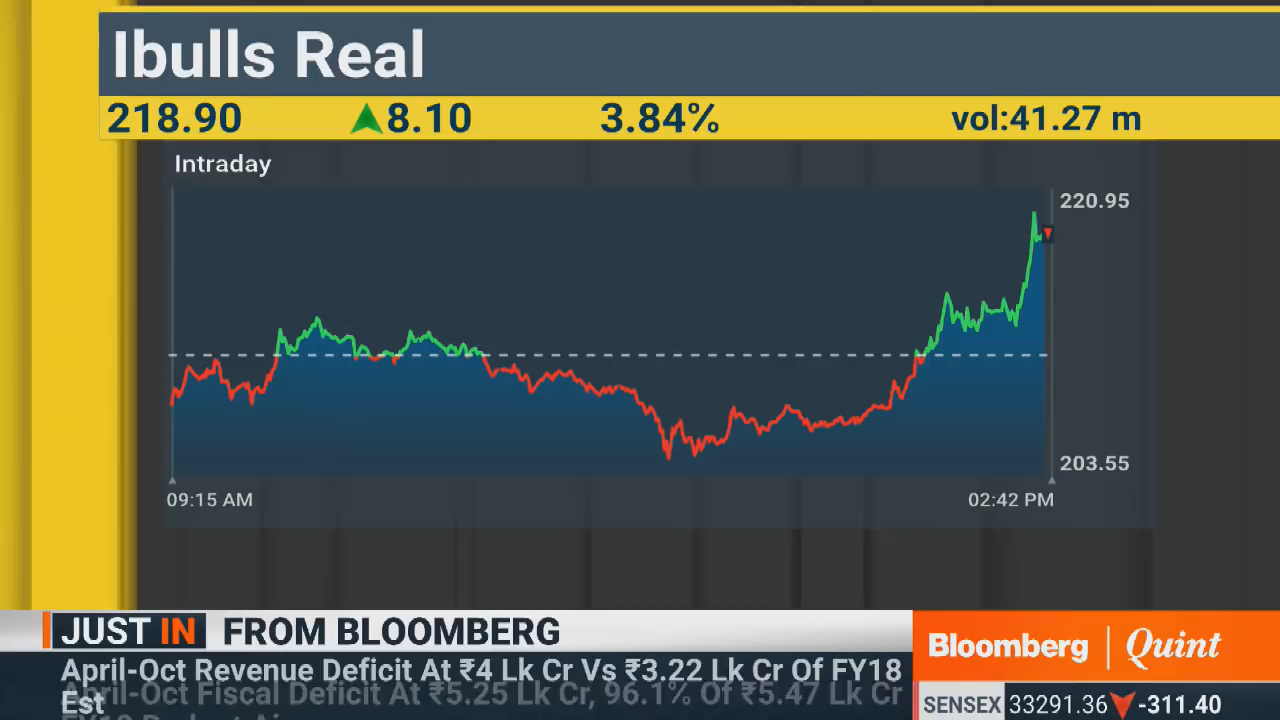 Ibulls Real
218.90 8.10 3.84% vol:41.27 m
Intraday
220.95
203.55
09:15 AM 02:42 PM
JUST IN FROM BLOOMBERG
April-Oct Revenue Deficit At ₹4 Lk Cr Vs ₹3.22 Lk Cr Of FY18
Est
April-Oct Fiscal Deficit At ₹5.25 Lk Cr, 96.1% Of ₹5.47 Lk Cr
Bloomberg | Quint
SENSEX 33291.36 -311.40